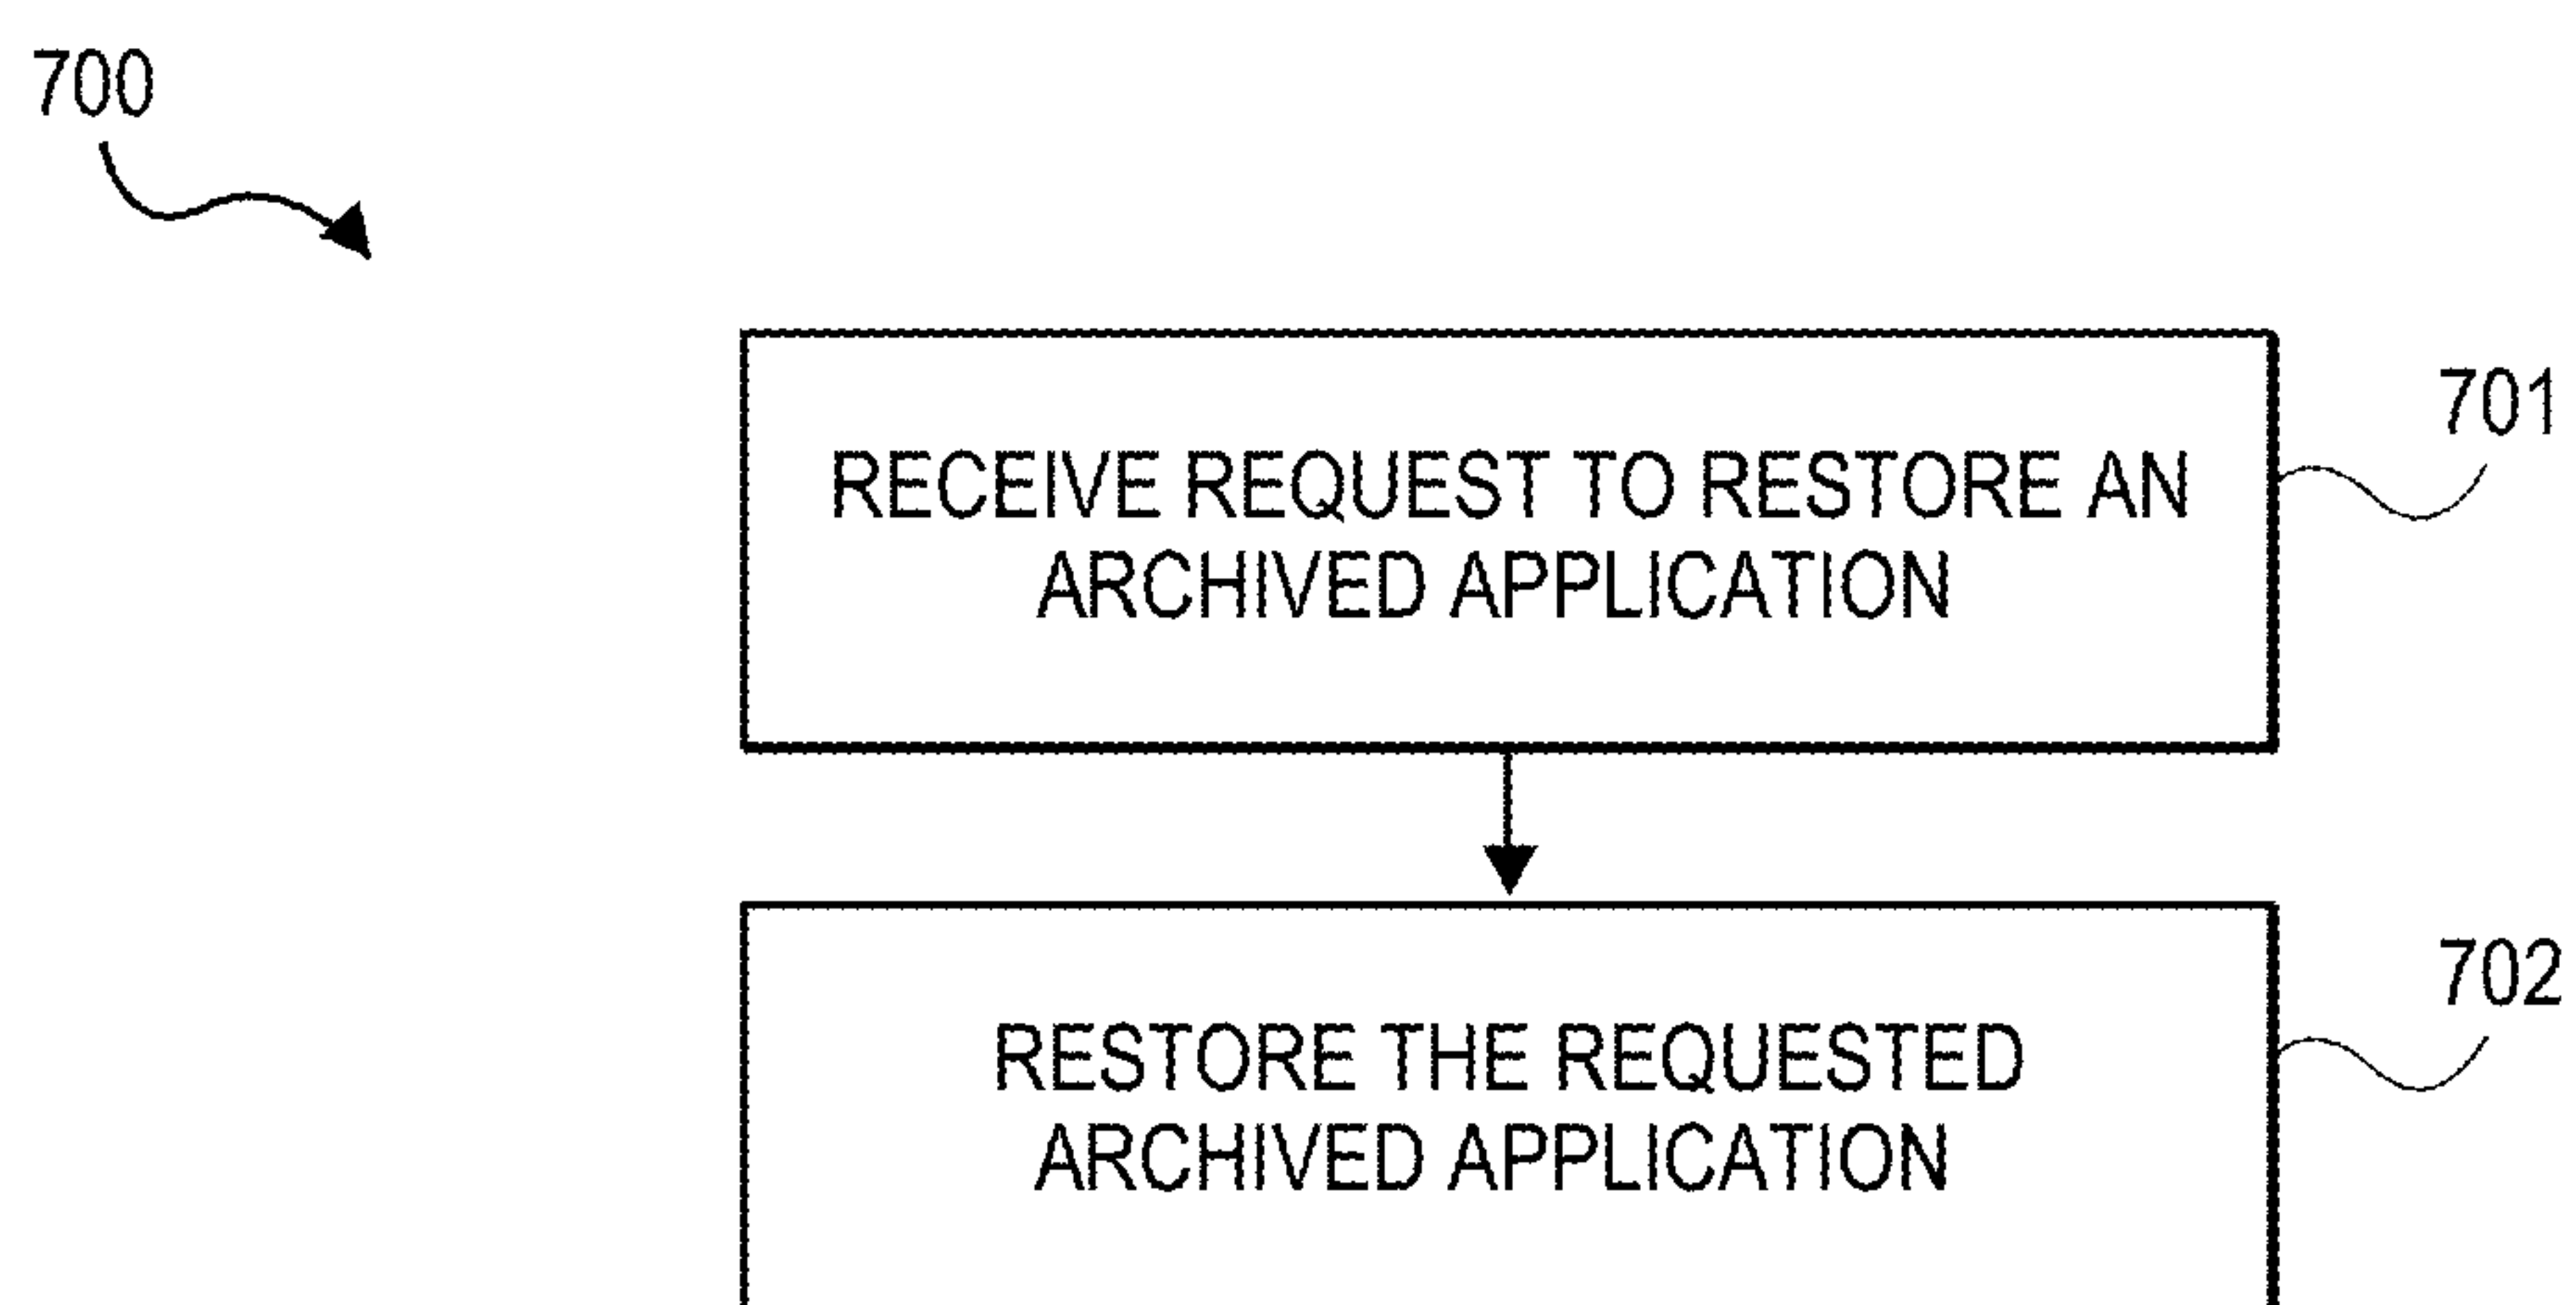 700
701
RECEIVE REQUEST TO RESTORE AN
ARCHIVED APPLICATION
702
RESTORE THE REQUESTED
ARCHIVED APPLICATION